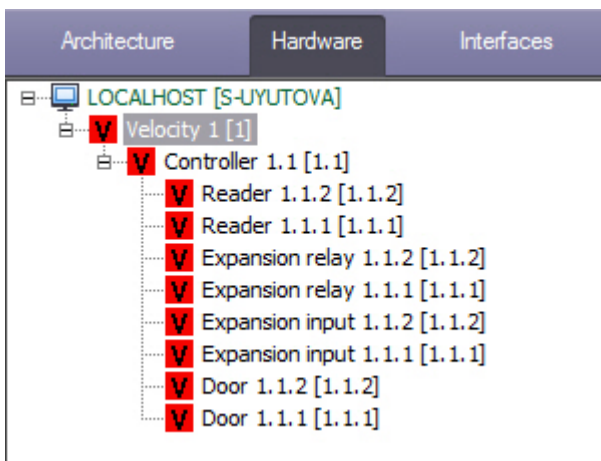 Architecture Hardware Interfaces
LOCALHOST [S-UYUTOVA]
V Velocity 1 [1]
V Controller 1.1 [1.1]
V Reader 1.1.2 [1.1.2]
V Reader 1.1.1 [1.1.1]
V Expansion relay 1.1.2 [1.1.2]
V Expansion relay 1.1.1 [1.1.1]
V Expansion input 1.1.2 [1.1.2]
V Expansion input 1.1.1 [1.1.1]
V Door 1.1.2 [1.1.2]
V Door 1.1.1 [1.1.1]